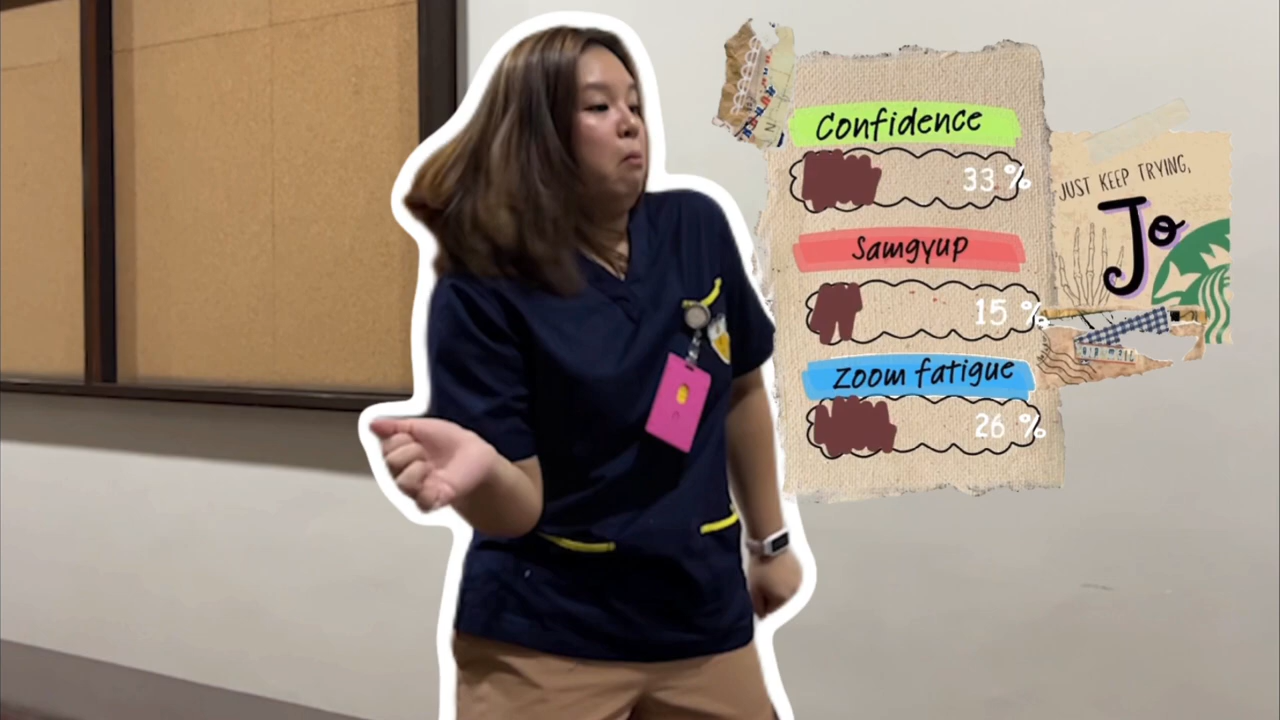 Confidence
33 %
Samgyup
15 %
zoom fatigue
26 %
JUST KEEP TRYING,
Jo